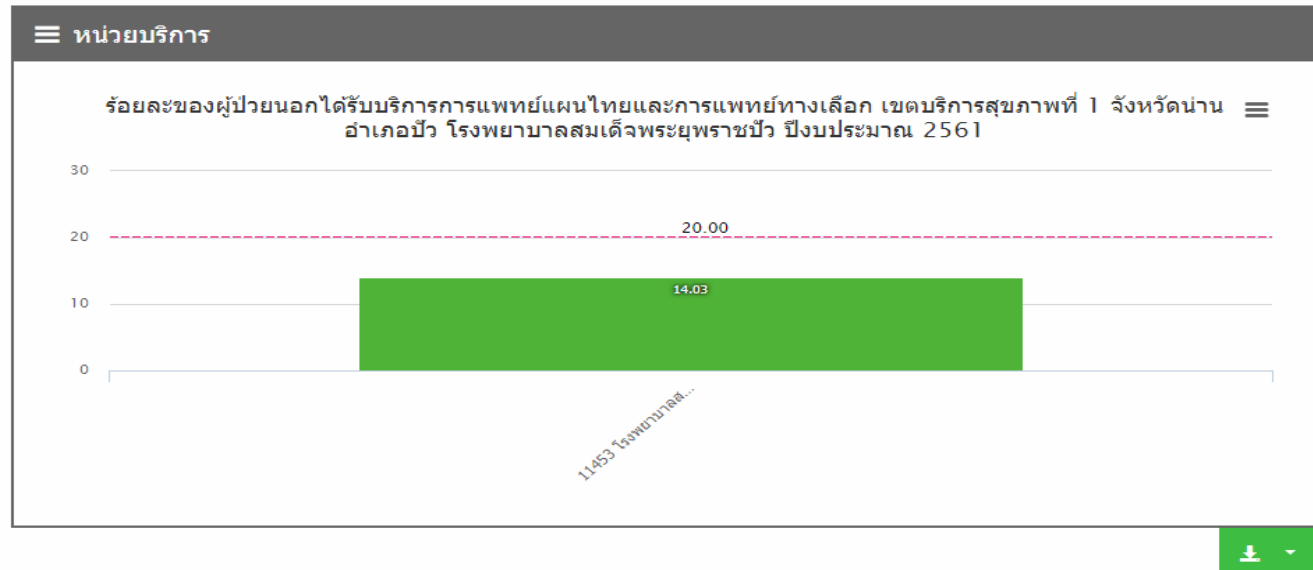 หน่วยบริการ
ร้อยละของผู้ป่วยนอกได้รับบริการการแพทย์แผนไทยและการแพทย์ทางเลือก เขตบริการสุขภาพที่ 1 จังหวัดน่าน
อำเภอปัว โรงพยาบาลสมเด็จพระยุพราชปัว ปีงบประมาณ 2561
30
20.00
20
14.03
10
0
11453 โรงพยาบาลส...